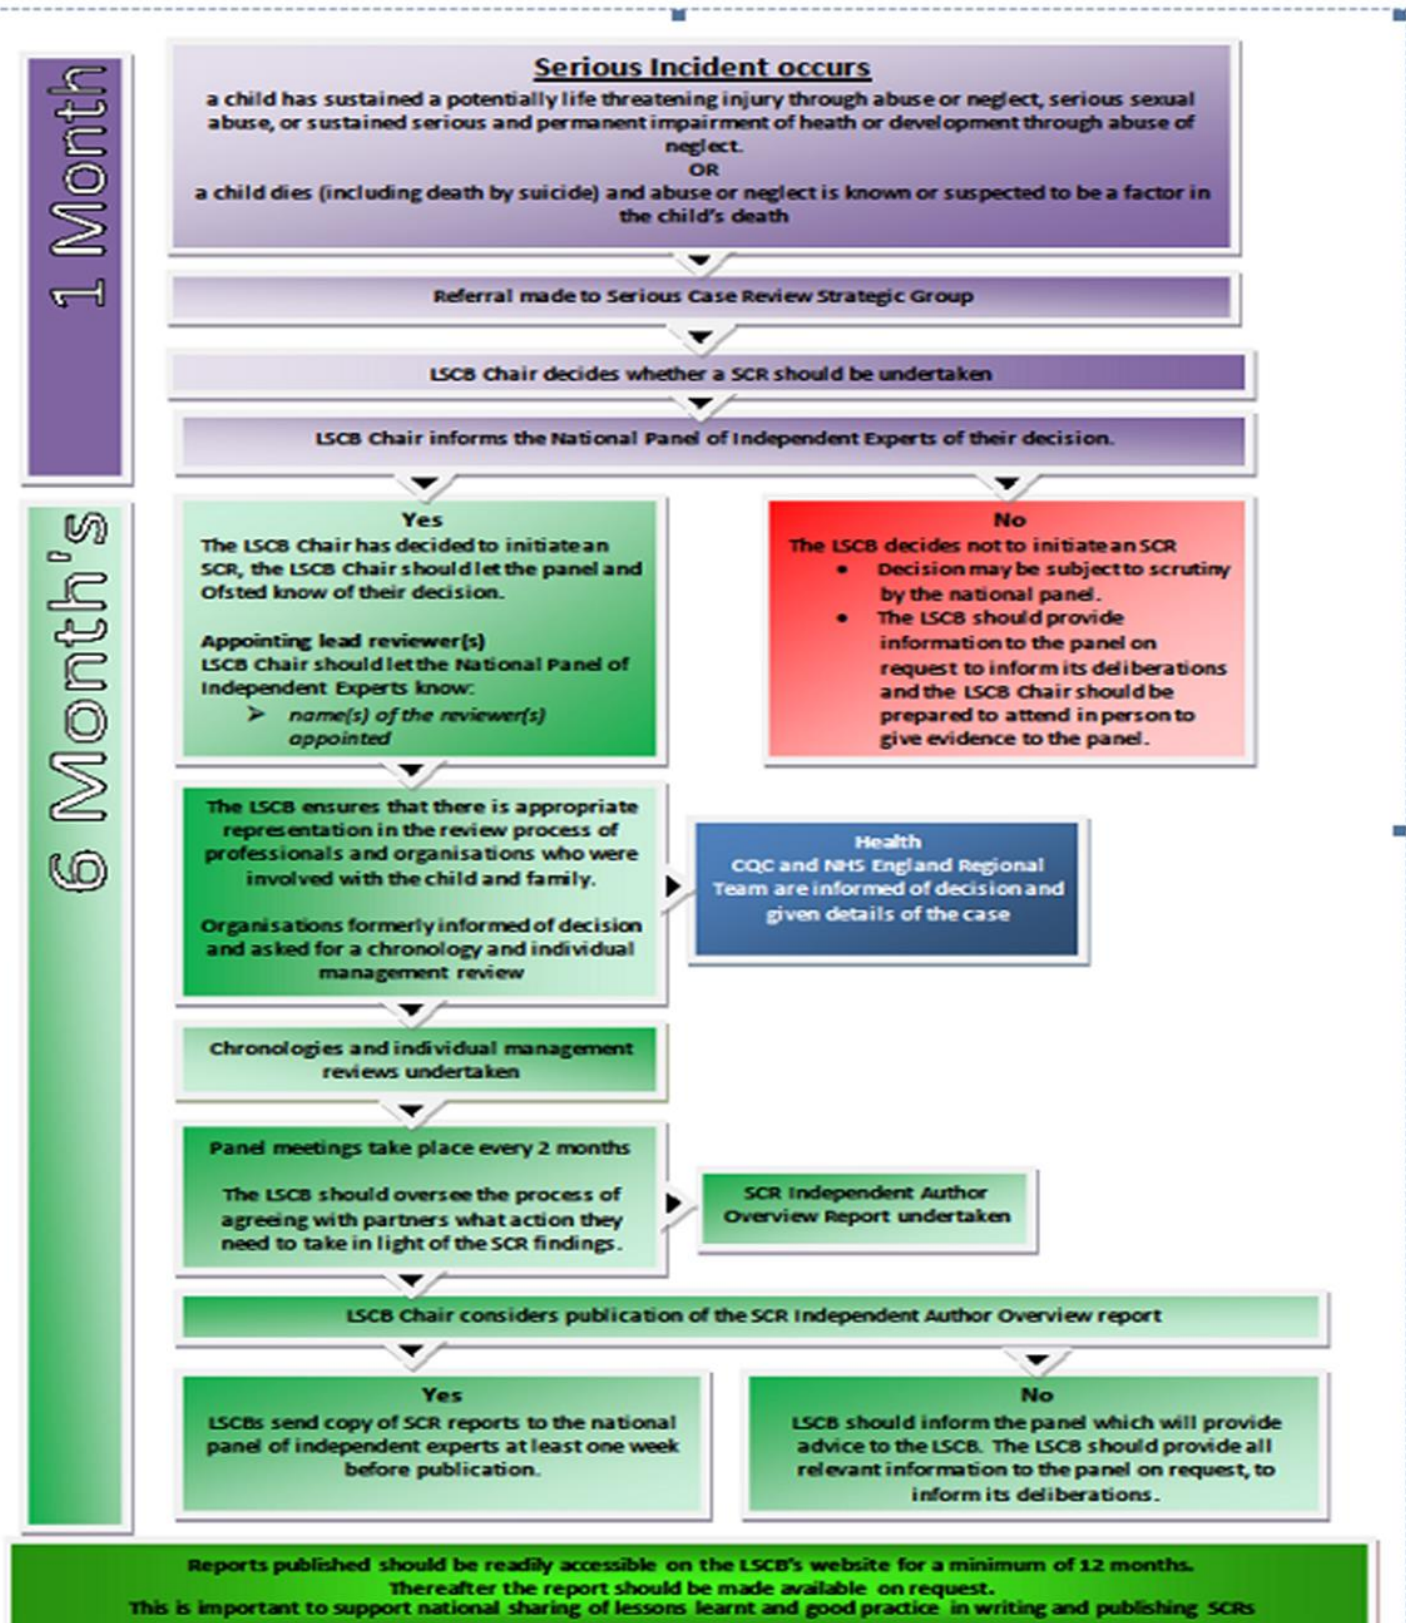 1 Month
Serious Incident occurs
a child has sustained a potentially life threatening injury through abuse or neglect, serious sexual
abuse, or sustained serious and permanent impairment of heath or development through abuse of
neglect.
OR
a child dies (including death by suicide) and abuse or neglect is known or suspected to be a factor in
the child's death
Referral made to Serious Case Review Strategic Group
LSCB Chair decides whether a SCR should be undertaken
LSCB Chair informs the National Panel of Independent Experts of their decision.
6 Month's
Yes
The LSCB Chair has decided to initiate an
SCR, the LSCB Chair should let the panel and
Ofsted know of their decision.
Appointing lead reviewer(s)
LSCB Chair should let the National Panel of
Independent Experts know:
➢ name(s) of the reviewer(s)
appointed
No
The LSCB decides not to initiate an SCR
• Decision may be subject to scrutiny
by the national panel.
• The LSCB should provide
information to the panel on
request to inform its deliberations
and the LSCB Chair should be
prepared to attend in person to
give evidence to the panel.
The LSCB ensures that there is appropriate
representation in the review process of
professionals and organisations who were
involved with the child and family.
Organisations formerly informed of decision
and asked for a chronology and individual
management review
Health
CQC and NHS England Regional
Team are informed of decision and
given details of the case
Chronologies and individual management
reviews undertaken
Panel meetings take place every 2 months
The LSCB should oversee the process of
agreeing with partners what action they
need to take in light of the SCR findings.
SCR Independent Author
Overview Report undertaken
LSCB Chair considers publication of the SCR Independent Author Overview report
Yes
LSCBs send copy of SCR reports to the national
panel of independent experts at least one week
before publication.
No
LSCB should inform the panel which will provide
advice to the LSCB. The LSCB should provide all
relevant information to the panel on request, to
inform its deliberations.
Reports published should be readily accessible on the LSCB's website for a minimum of 12 months.
Thereafter the report should be made available on request.
This is important to support national sharing of lessons learnt and good practice in writing and publishing SCRs